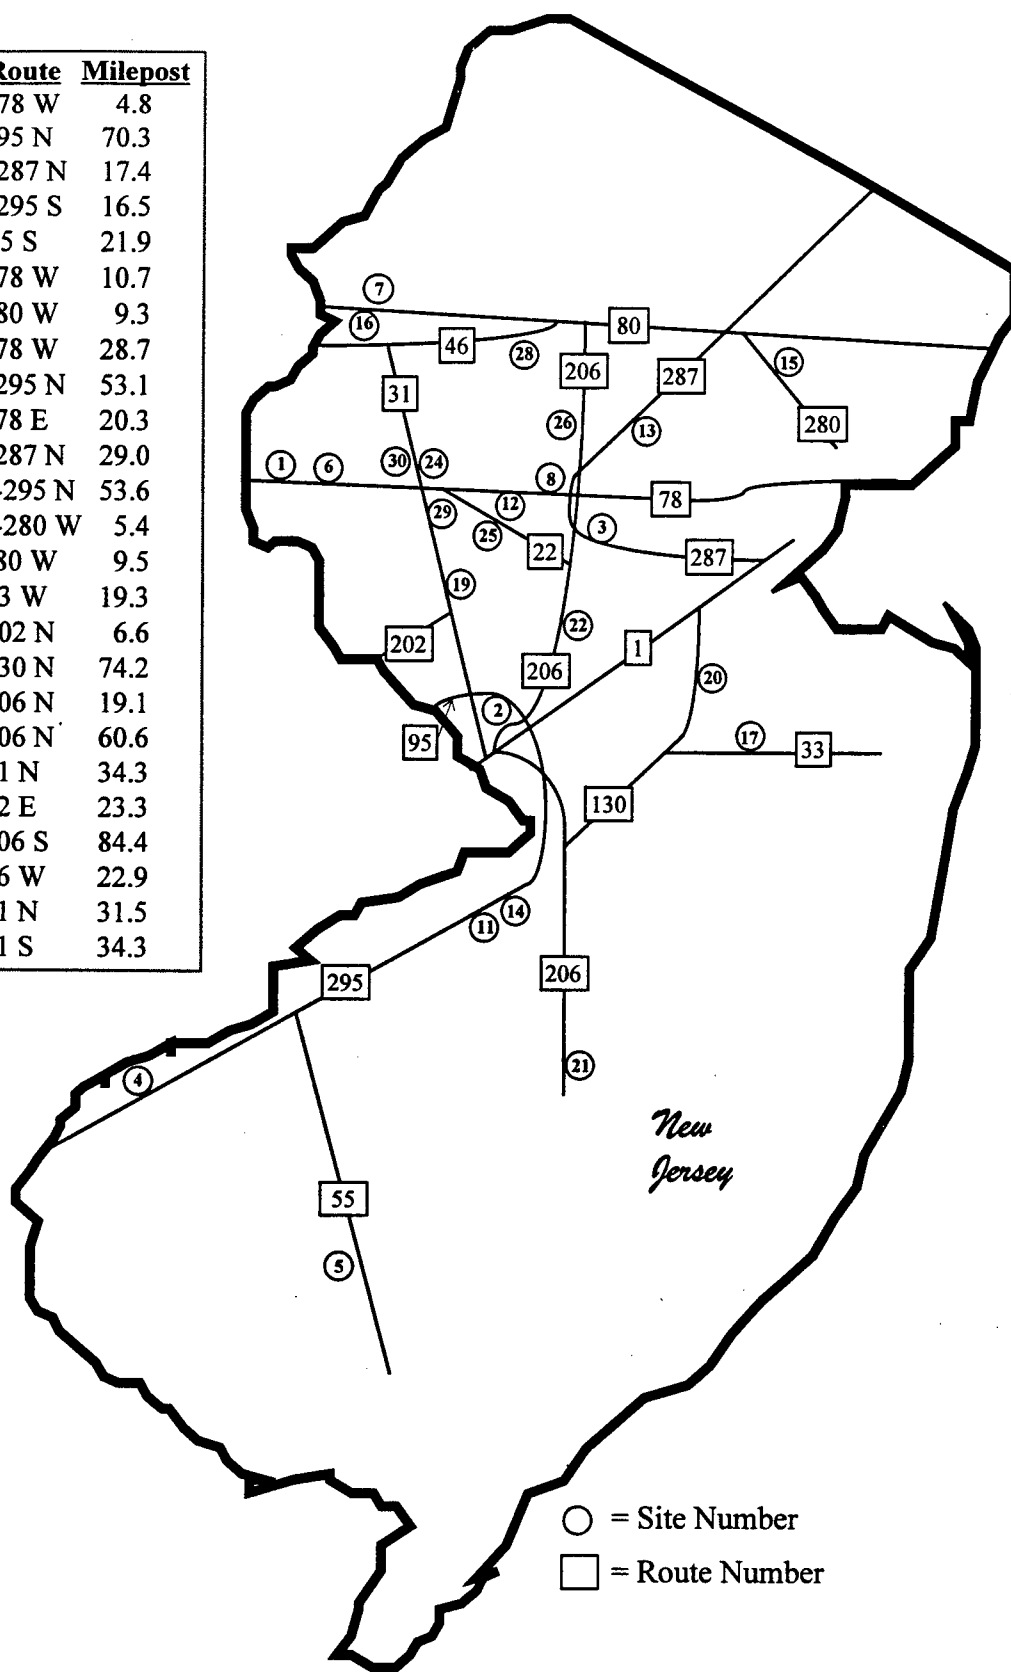 Route Milepost
78 W 4.8
95 N 70.3
287 N 17.4
295 S 16.5
5 S 21.9
78 W 10.7
80 W 9.3
78 W 28.7
295 N 53.1
78 E 20.3
287 N 29.0
-295 N 53.6
-280 W 5.4
80 W 9.5
3 W 19.3
02 N 6.6
30 N 74.2
06 N 19.1
06 N 60.6
1 N 34.3
2 E 23.3
06 S 84.4
6 W 22.9
1 N 31.5
1 S 34.3
7
16
80
46
28
206
287
15
31
280
26
13
30
24
1
6
8
12
78
29
25
3
22
287
19
22
202
1
206
20
2
95
17
33
130
14
11
295
206
21
4
New
Jersey
55
5
= Site Number
= Route Number